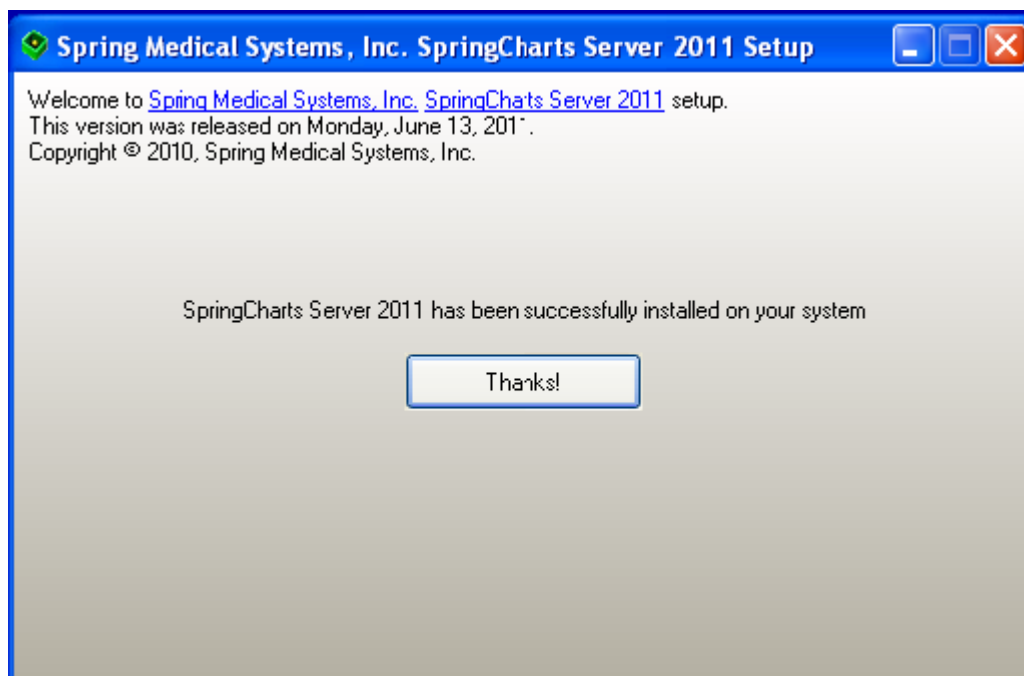 Spring Medical Systems, Inc. SpringCharts Server 2011 Setup
Welcome to Spring Medical Systems, Inc. SpringCharts Server 2011 setup.
This version was released on Monday, June 13, 2011.
Copyright © 2010, Spring Medical Systems, Inc.
SpringCharts Server 2011 has been successfully installed on your system
Thanks!